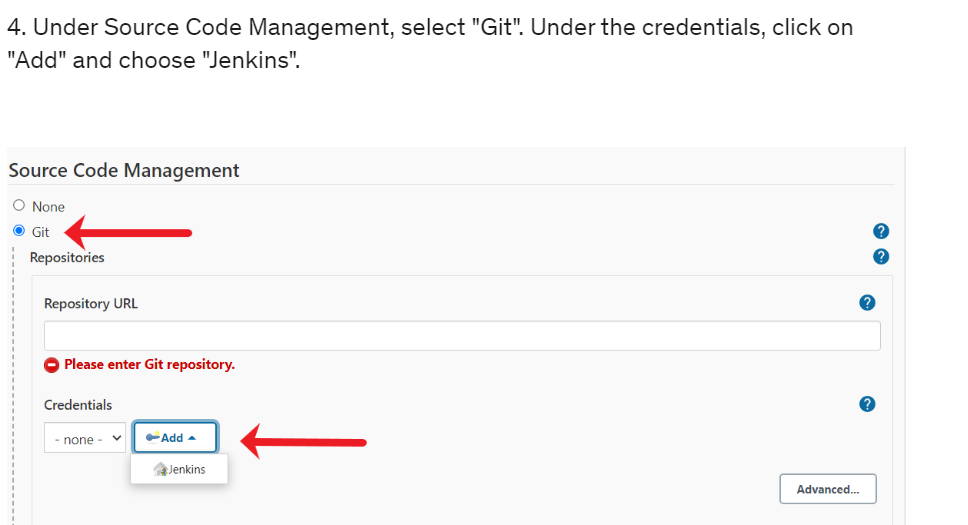 4. Under Source Code Management, select "Git". Under the credentials, click on
"Add" and choose "Jenkins".
Source Code Management
None
Git
?
Repositories
?
Repository URL
?
Please enter Git repository.
Credentials
?
- none -
Add
Jenkins
Advanced...